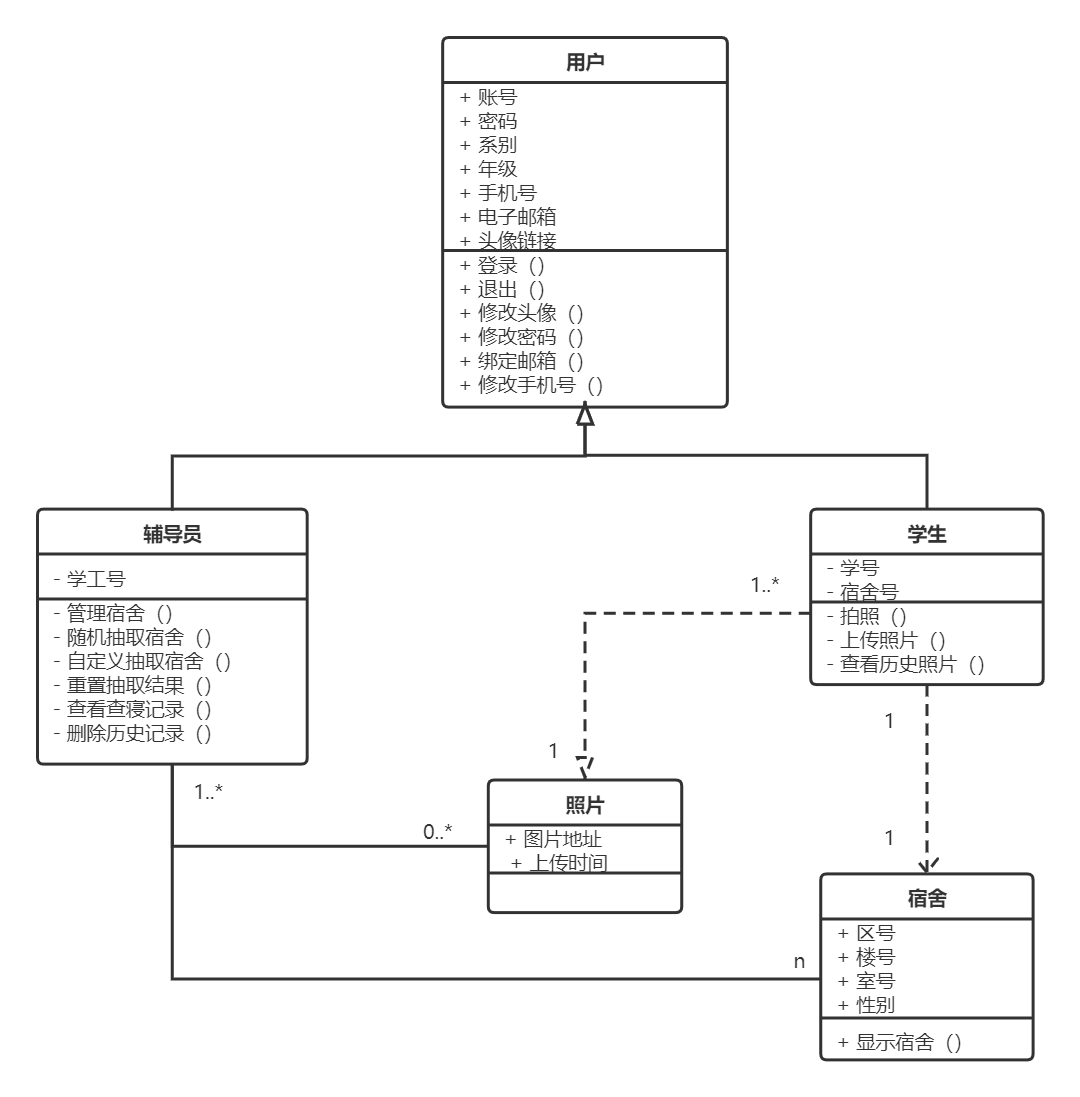 用户
+ 账号
+ 密码
+ 系别
+ 年级
+ 手机号
+ 电子邮箱
+ 头像链接
+ 登录（）
+ 退出（）
+ 修改头像（）
+ 修改密码（）
+ 绑定邮箱（）
+ 修改手机号（）
辅导员
- 学工号
- 管理宿舍（）
- 随机抽取宿舍（）
- 自定义抽取宿舍（）
- 重置抽取结果（）
- 查看查寝记录（）
- 删除历史记录（）
学生
- 学号
- 宿舍号
- 拍照（）
- 上传照片（）
- 查看历史照片（）
1..*
1
1
1..*
0..*
1
照片
+ 图片地址
+ 上传时间
n
宿舍
+ 区号
+ 楼号
+ 室号
+ 性别
+ 显示宿舍（）